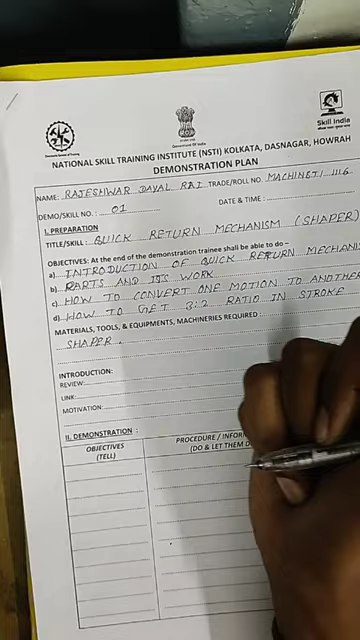 Government Of India
Skill India
NATIONAL SKILL TRAINING INSTITUTE (NSTI) KOLKATA, DASNAGAR, HOWRAH
DEMONSTRATION PLAN
NAME: RAJESHWAR DAYAL RAI TRADE/ROLL NO. MACHINGTI 1116
DEMO/SKILL NO.: 01 DATE & TIME:
I. PREPARATION
TITLE/SKILL: QUICK RETURN MECHANISM (SHAPER)
OBJECTIVES: At the end of the demonstration trainee shall be able to do –
a) INTRODUCTION OF QUICK RETURN MECHANIS
b) PARTS AND ITS WORK
c) HOW TO CONVERT ONE MOTION TO ANOTHER
d) HOW TO GET 3:2 RATIO IN STROKE
MATERIALS, TOOLS, & EQUIPMENTS, MACHINERIES REQUIRED :
SHAPER.
INTRODUCTION:
REVIEW:
LINK:
MOTIVATION:
II. DEMONSTRATION :
OBJECTIVES PROCEDURE / INFOR
(TELL) (DO & LET THEM D